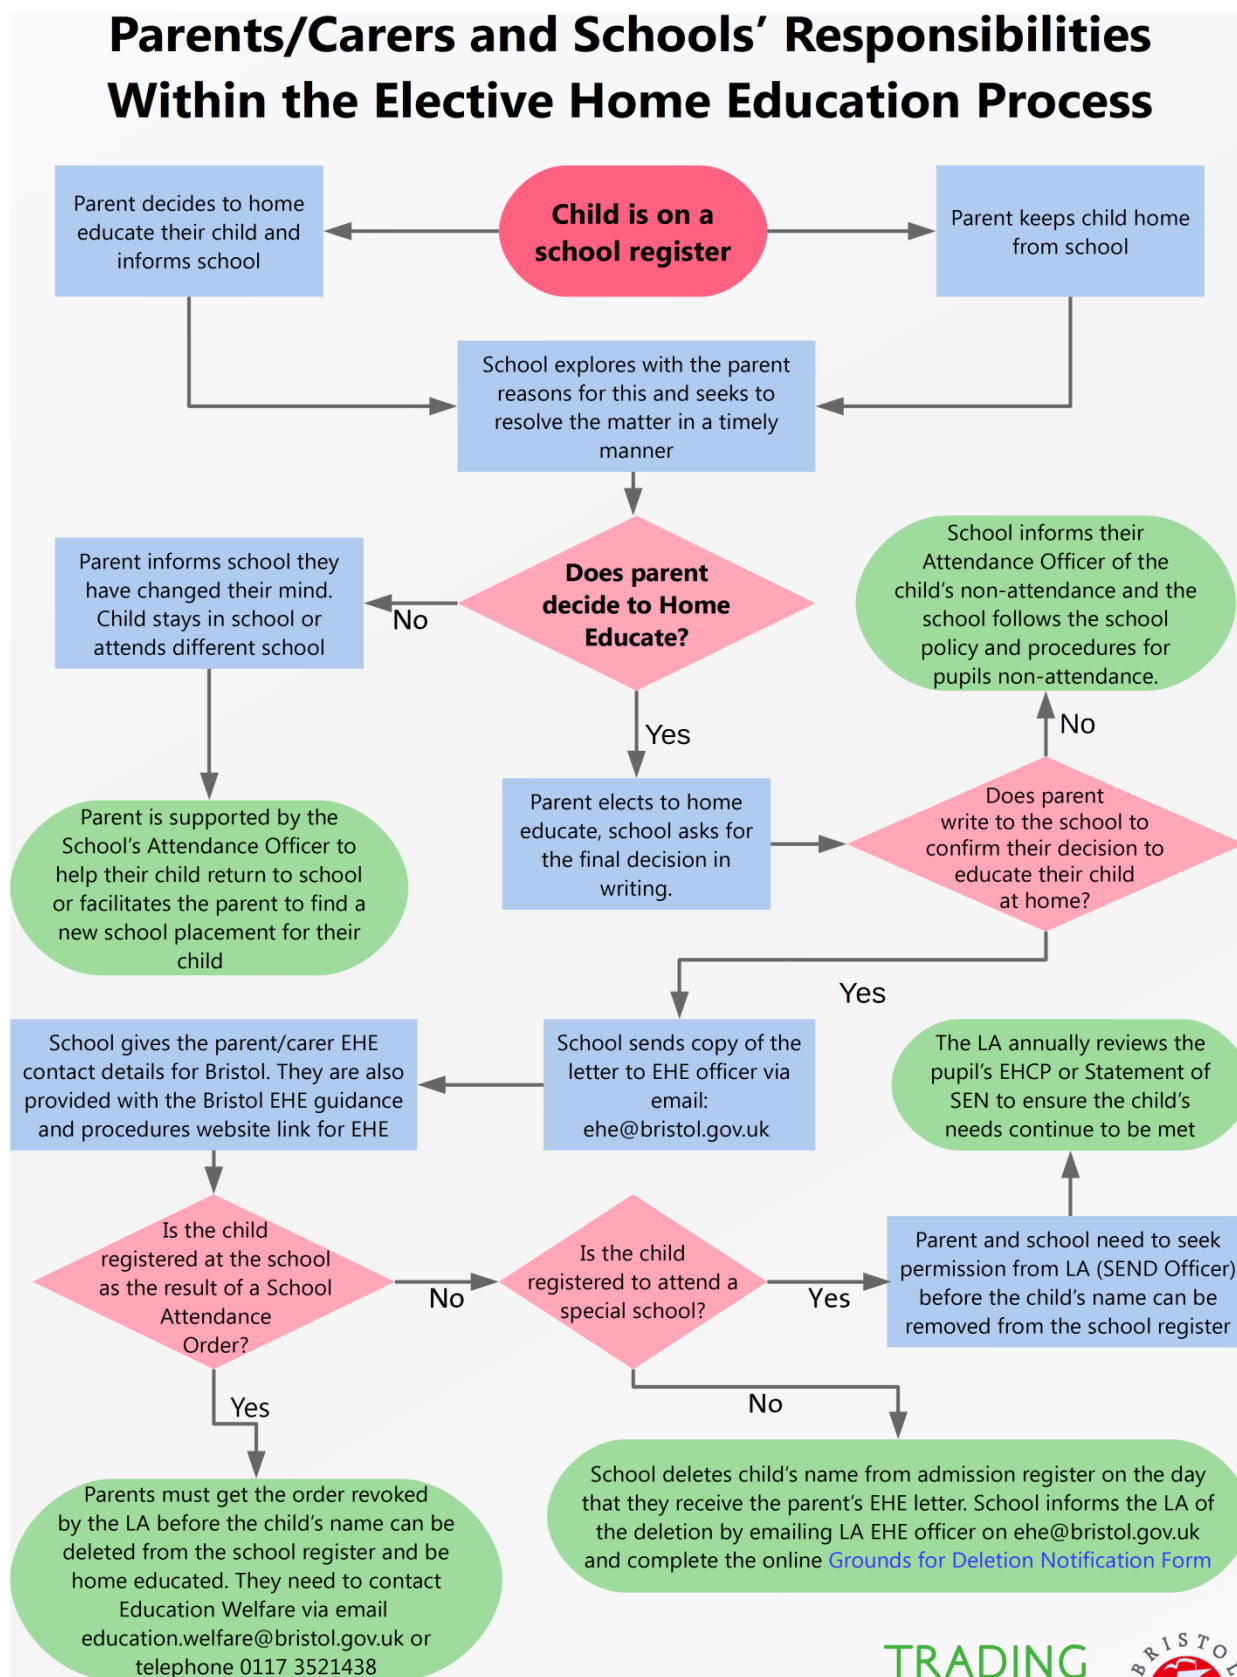 Parents/Carers and Schools’ Responsibilities
Within the Elective Home Education Process
Parent decides to home
educate their child and
informs school
Child is on a
school register
Parent keeps child home
from school
School explores with the parent
reasons for this and seeks to
resolve the matter in a timely
manner
Does parent
decide to Home
Educate?
No
Parent informs school they
have changed their mind.
Child stays in school or
attends different school
School informs their
Attendance Officer of the
child’s non-attendance and the
school follows the school
policy and procedures for
pupils non-attendance.
No
Yes
Parent is supported by the
School’s Attendance Officer to
help their child return to school
or facilitates the parent to find a
new school placement for their
child
Parent elects to home
educate, school asks for
the final decision in
writing.
Does parent
write to the school to
confirm their decision to
educate their child
at home?
Yes
School gives the parent/carer EHE
contact details for Bristol. They are also
provided with the Bristol EHE guidance
and procedures website link for EHE
School sends copy of the
letter to EHE officer via
email:
ehe@bristol.gov.uk
The LA annually reviews the
pupil’s EHCP or Statement of
SEN to ensure the child’s
needs continue to be met
Is the child
registered at the school
as the result of a School
Attendance
Order?
No
Is the child
registered to attend a
special school?
Yes
Parent and school need to seek
permission from LA (SEND Officer)
before the child’s name can be
removed from the school register
Yes
No
Parents must get the order revoked
by the LA before the child’s name can be
deleted from the school register and be
home educated. They need to contact
Education Welfare via email
education.welfare@bristol.gov.uk or
telephone 0117 3521438
School deletes child’s name from admission register on the day
that they receive the parent’s EHE letter. School informs the LA of
the deletion by emailing LA EHE officer on ehe@bristol.gov.uk
and complete the online Grounds for Deletion Notification Form
TRADING
BRISTOL